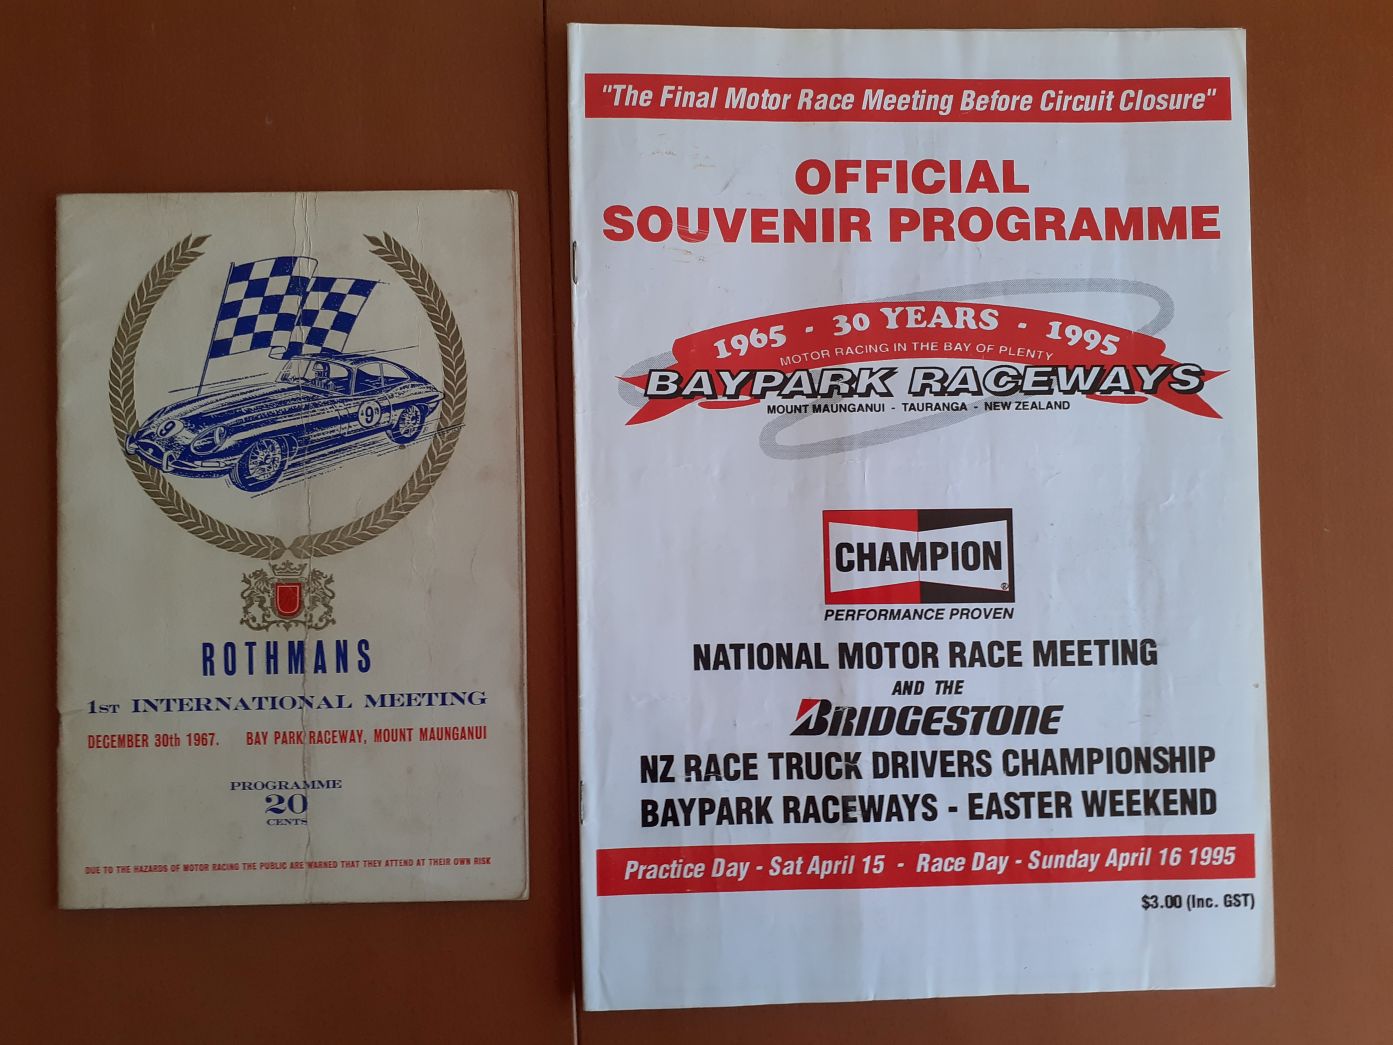 9
9
ROTHMANS
1ST INTERNATIONAL MEETING
DECEMBER 30th 1967. BAY PARK RACEWAY, MOUNT MAUNGANUI
PROGRAMME
20
CENTS
DUE TO THE HAZARDS OF MOTOR RACING THE PUBLIC ARE WARNED THAT THEY ATTEND AT THEIR OWN RISK
"The Final Motor Race Meeting Before Circuit Closure"
OFFICIAL
SOUVENIR PROGRAMME
1965 - 30 YEARS - 1995
MOTOR RACING IN THE BAY OF PLENTY
BAYPARK RACEWAYS
MOUNT MAUNGANUI - TAURANGA - NEW ZEALAND
CHAMPION®
PERFORMANCE PROVEN
NATIONAL MOTOR RACE MEETING
AND THE
BRIDGESTONE
NZ RACE TRUCK DRIVERS CHAMPIONSHIP
BAYPARK RACEWAYS - EASTER WEEKEND
Practice Day - Sat April 15 - Race Day - Sunday April 16 1995
$3.00 (Inc. GST)